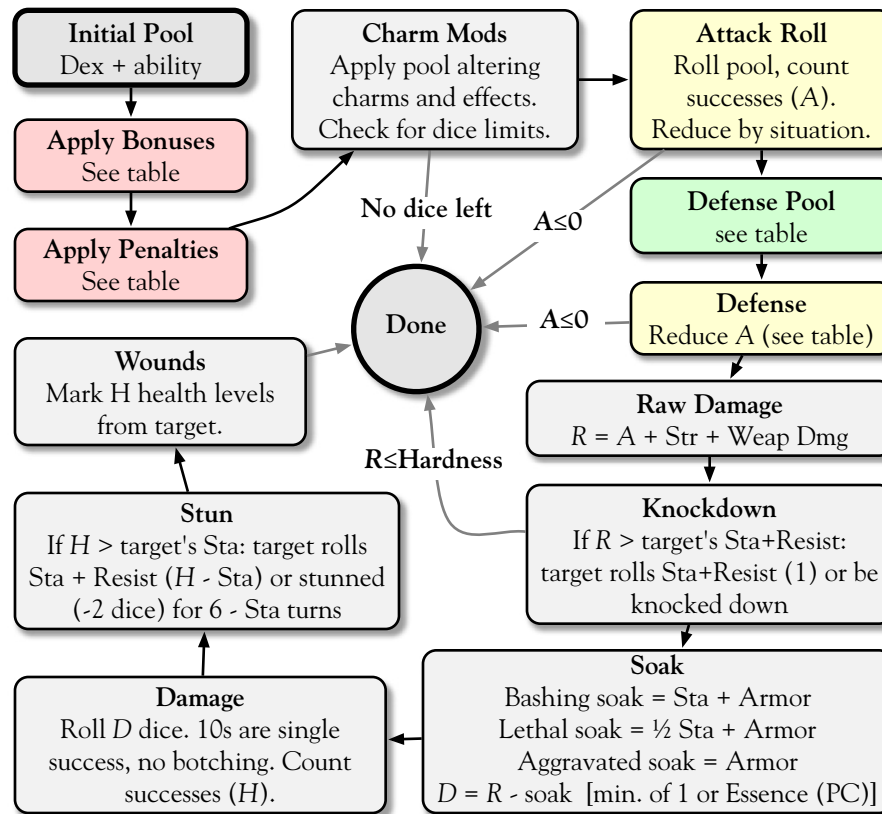 Initial Pool
Dex + ability
Apply Bonuses
See table
Apply Penalties
See table
Charm Mods
Apply pool altering
charms and effects.
Check for dice limits.
Attack Roll
Roll pool, count
successes (A).
Reduce by situation.
No dice left
A≤0
Defense Pool
see table
Defense
Reduce A (see table)
A≤0
Done
Raw Damage
R = A + Str + Weap Dmg
R≤Hardness
Knockdown
If R > target's Sta+Resist:
target rolls Sta+Resist (1) or be
knocked down
Soak
Bashing soak = Sta + Armor
Lethal soak = ½ Sta + Armor
Aggravated soak = Armor
D = R - soak [min. of 1 or Essence (PC)]
Damage
Roll D dice. 10s are single
success, no botching. Count
successes (H).
Stun
If H > target's Sta: target rolls
Sta + Resist (H - Sta) or stunned
(-2 dice) for 6 - Sta turns
Wounds
Mark H health levels
from target.